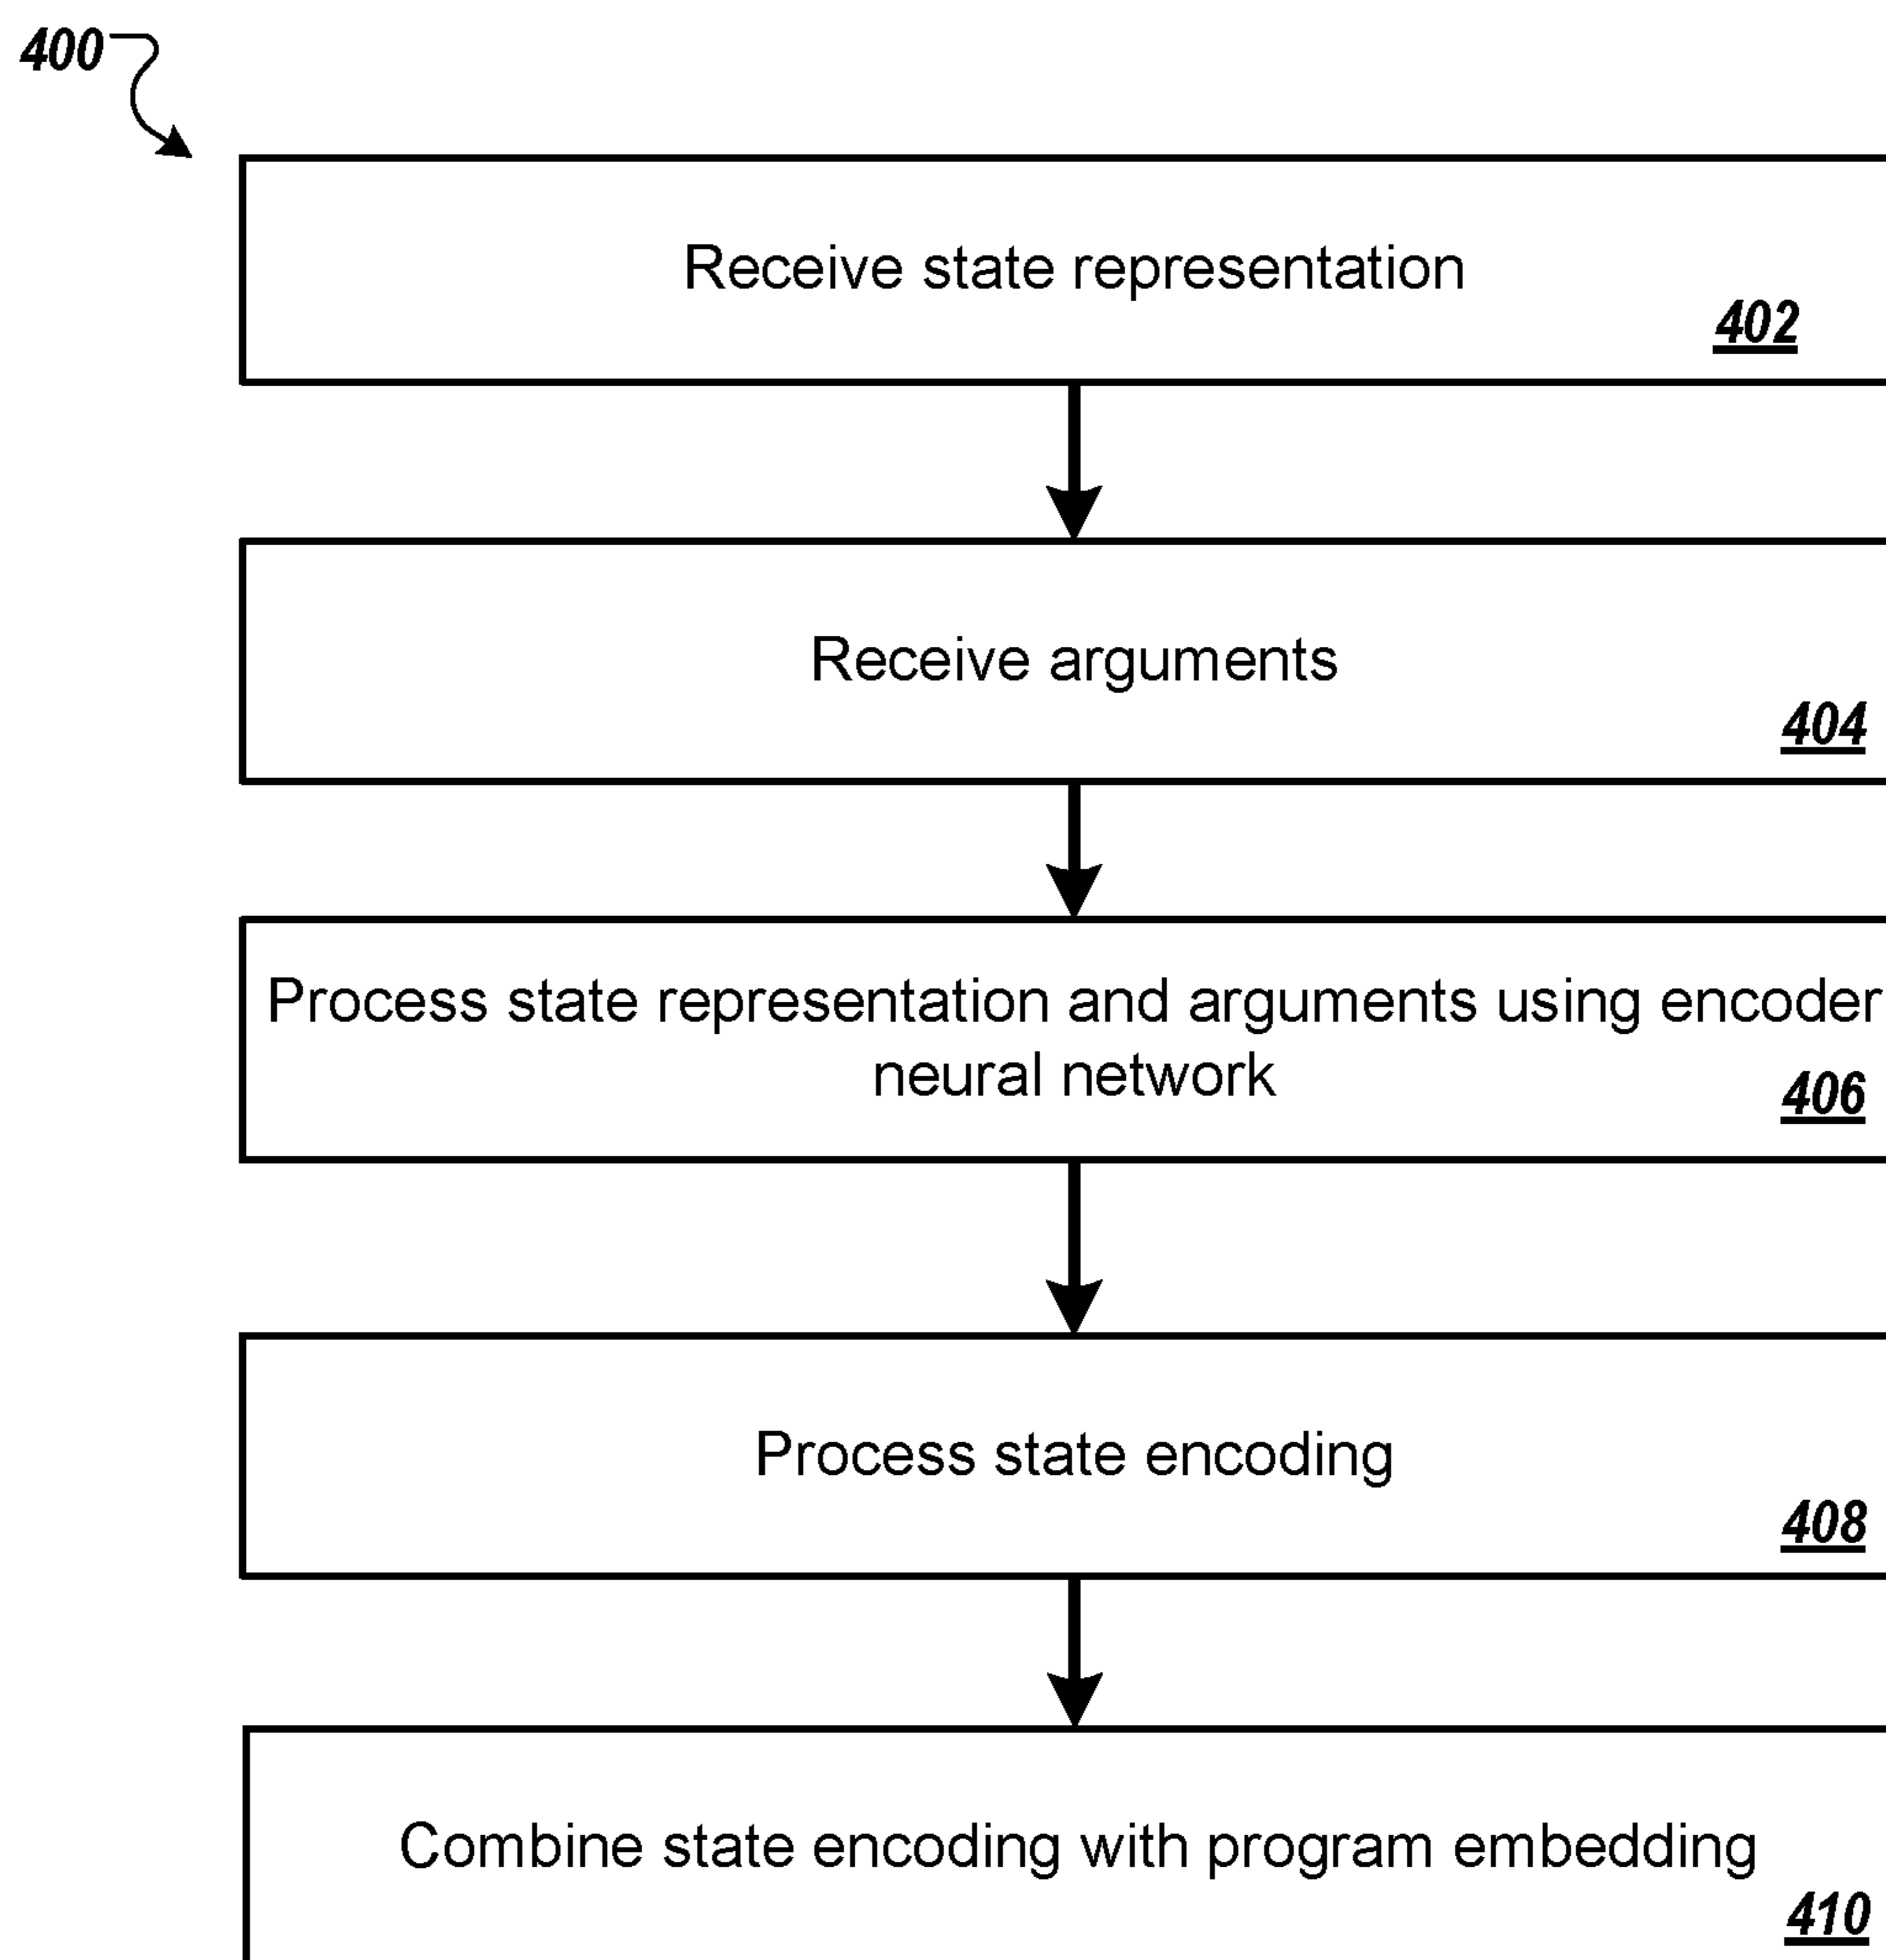 400
Receive state representation
402
Receive arguments
404
Process state representation and arguments using encoder
neural network
406
Process state encoding
408
Combine state encoding with program embedding
410